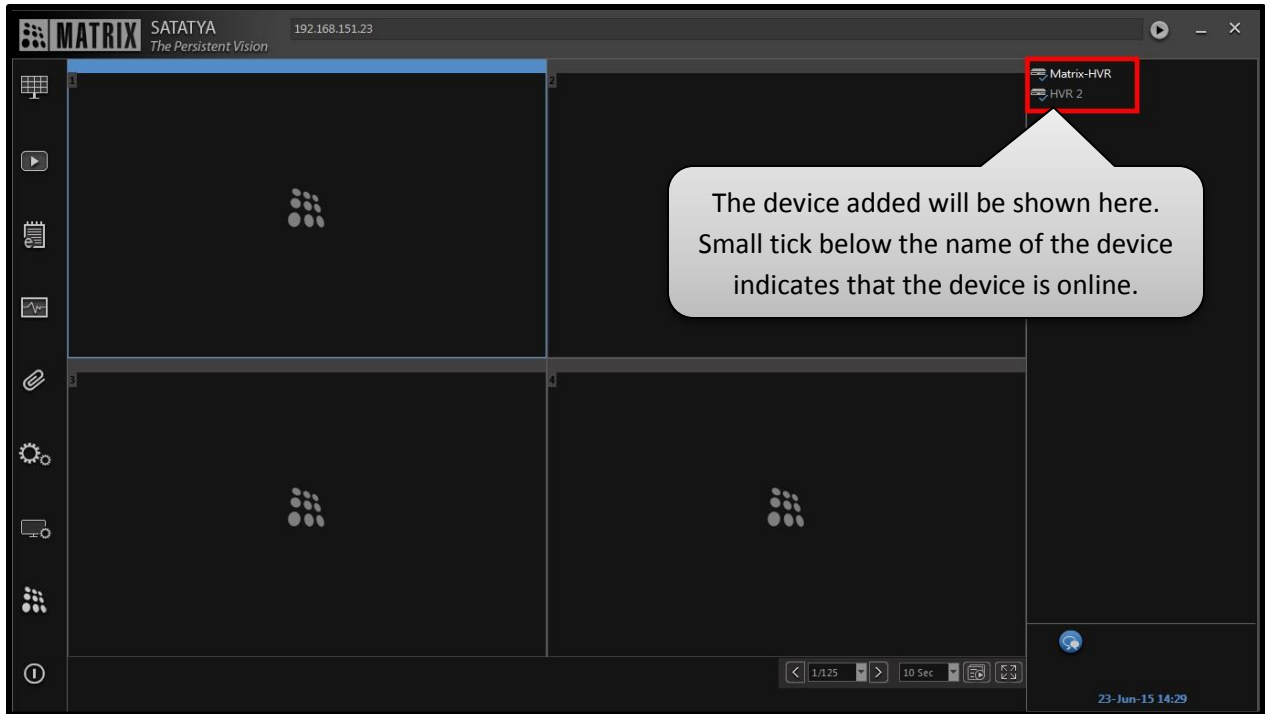 MATRIX
SATATYA
The Persistent Vision
192.168.151.23
1
2
Matrix-HVR
HVR 2
The device added will be shown here.
Small tick below the name of the device
indicates that the device is online.
3
4
1/125
10 Sec
23-Jun-15 14:29